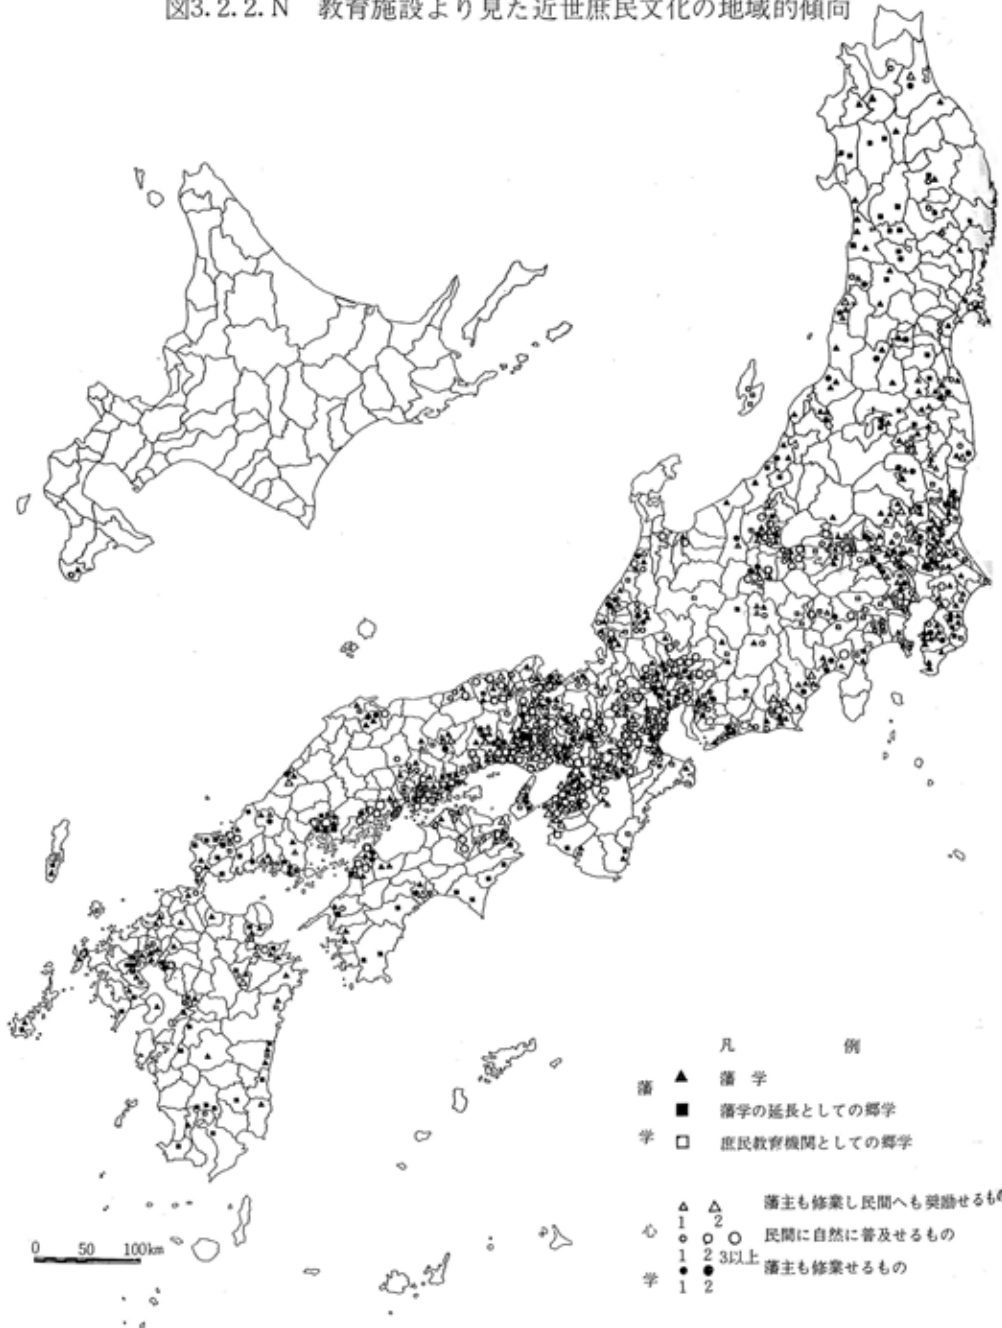 図3.2.2.N 教育施設より見た近世庶民文化の地域的傾向
凡 例
藩学
▲ 藩 学
■ 藩学の延長としての郷学
□ 庶民教育機関としての郷学
心学
△ △ 藩主も修業し民間へも奨励せるもの
1 2
○ ○ ○ 民間に自然に普及せるもの
1 2 3以上
● ● 藩主も修業せるもの
1 2
0 50 100km